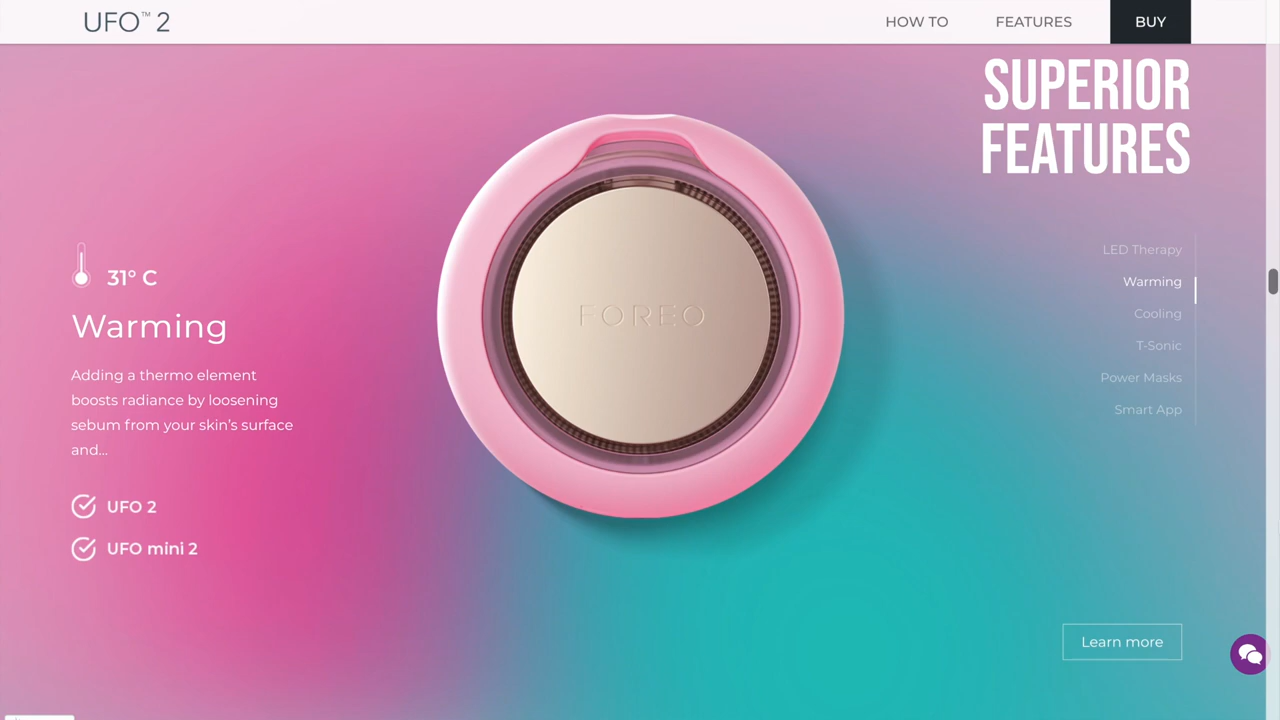 UFO™ 2
HOW TO
FEATURES
BUY
SUPERIOR
FEATURES
31° C
Warming
Adding a thermo element
boosts radiance by loosening
sebum from your skin's surface
and...
UFO 2
UFO mini 2
FOREO
LED Therapy
Warming
Cooling
T-Sonic
Power Masks
Smart App
Learn more